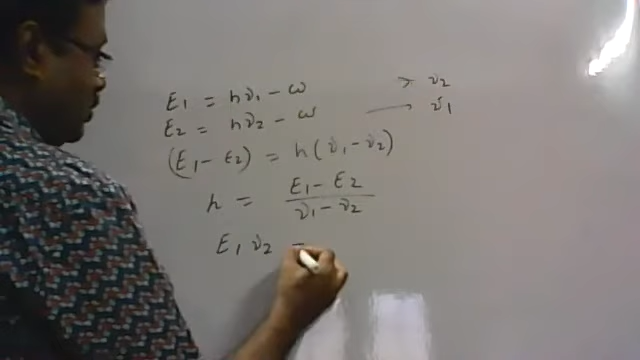 E₁ = hν₁ − ω
E₂ = hν₂ − ω
(E₁ − E₂) = h(ν₁ − ν₂)
h = (E₁ − E₂) / (ν₁ − ν₂)
E₁ ν₂ =
> ν₂
→ ν₁